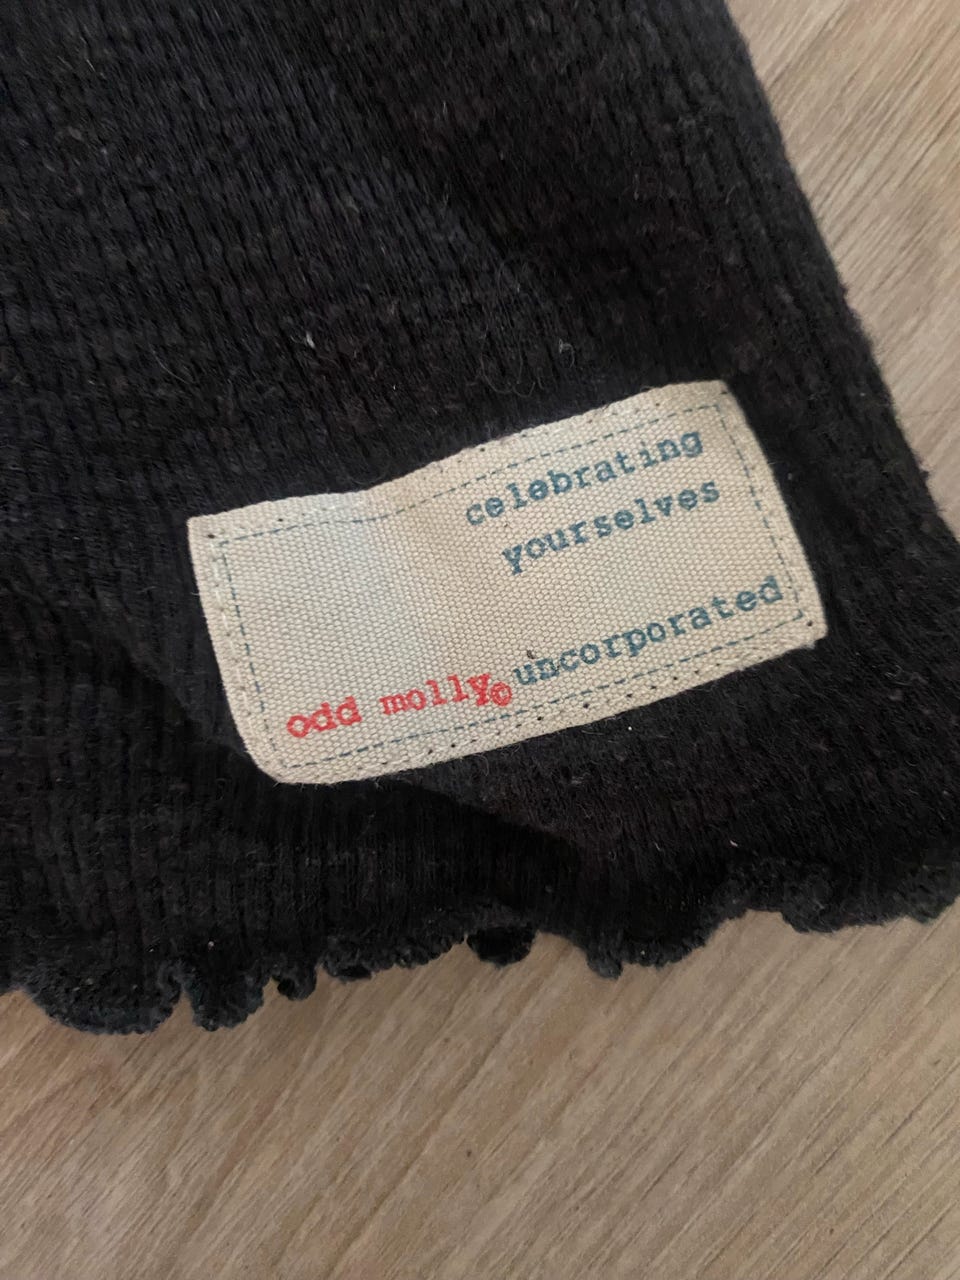 celebrating
yourselves
odd molly© uncorporated